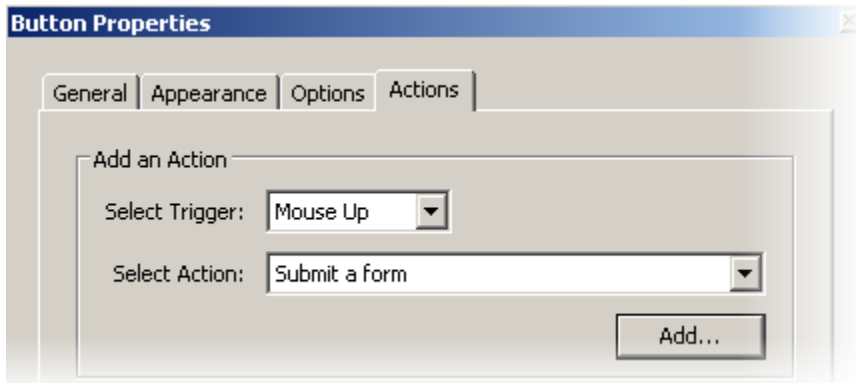 Button Properties
General Appearance Options Actions
Add an Action
Select Trigger: Mouse Up
Select Action: Submit a form
Add...